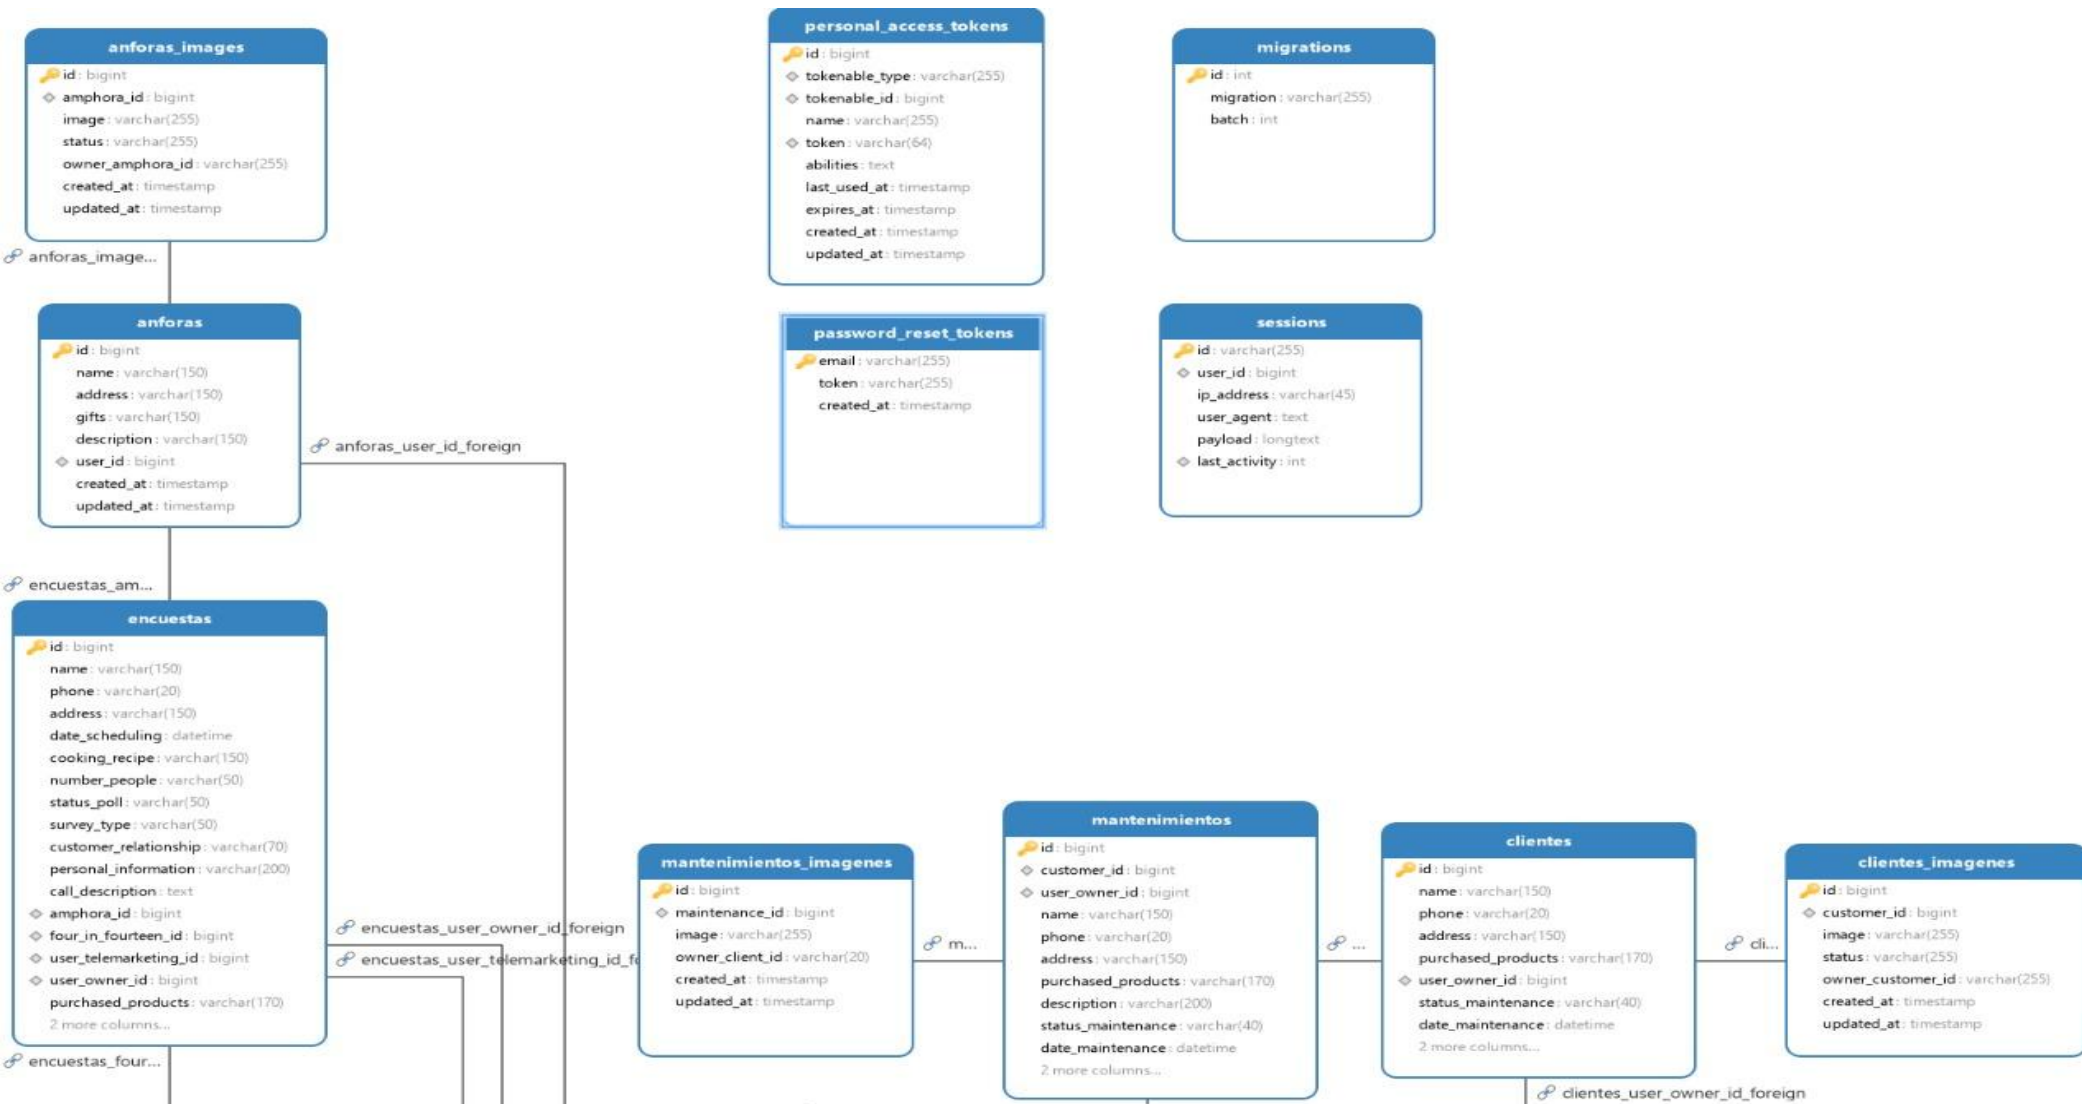 anforas_images
id : bigint
amphora_id : bigint
image : varchar(255)
status : varchar(255)
owner_amphora_id : varchar(255)
created_at : timestamp
updated_at : timestamp
anforas_image...
anforas
id : bigint
name : varchar(150)
address : varchar(150)
gifts : varchar(150)
description : varchar(150)
user_id : bigint
created_at : timestamp
updated_at : timestamp
anforas_user_id_foreign
encuestas_am...
encuestas
id : bigint
name : varchar(150)
phone : varchar(20)
address : varchar(150)
date_scheduling : datetime
cooking_recipe : varchar(150)
number_people : varchar(50)
status_poll : varchar(50)
survey_type : varchar(50)
customer_relationship : varchar(70)
personal_information : varchar(200)
call_description : text
amphora_id : bigint
four_in_fourteen_id : bigint
user_telemarketing_id : bigint
user_owner_id : bigint
purchased_products : varchar(170)
2 more columns...
encuestas_four...
encuestas_user_owner_id_foreign
encuestas_user_telemarketing_id_fo
personal_access_tokens
id : bigint
tokenable_type : varchar(255)
tokenable_id : bigint
name : varchar(255)
token : varchar(64)
abilities : text
last_used_at : timestamp
expires_at : timestamp
created_at : timestamp
updated_at : timestamp
migrations
id : int
migration : varchar(255)
batch : int
password_reset_tokens
email : varchar(255)
token : varchar(255)
created_at : timestamp
sessions
id : varchar(255)
user_id : bigint
ip_address : varchar(45)
user_agent : text
payload : longtext
last_activity : int
mantenimientos_imagenes
id : bigint
maintenance_id : bigint
image : varchar(255)
owner_client_id : varchar(20)
created_at : timestamp
updated_at : timestamp
m...
mantenimientos
id : bigint
customer_id : bigint
user_owner_id : bigint
name : varchar(150)
phone : varchar(20)
address : varchar(150)
purchased_products : varchar(170)
description : varchar(200)
status_maintenance : varchar(40)
date_maintenance : datetime
2 more columns...
...
clientes
id : bigint
name : varchar(150)
phone : varchar(20)
address : varchar(150)
purchased_products : varchar(170)
user_owner_id : bigint
status_maintenance : varchar(40)
date_maintenance : datetime
2 more columns...
cli...
clientes_imagenes
id : bigint
customer_id : bigint
image : varchar(255)
status : varchar(255)
owner_customer_id : varchar(255)
created_at : timestamp
updated_at : timestamp
clientes_user_owner_id_foreign